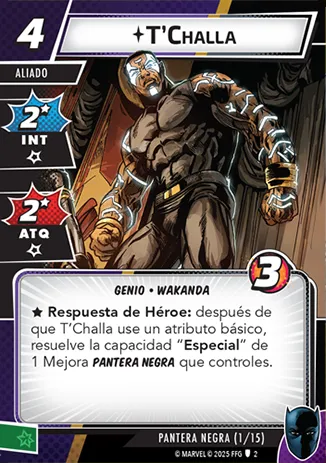 4
T'CHALLA
ALIADO
2
INT
2
ATQ
3
GENIO • WAKANDA
Respuesta de Héroe: después de
que T'Challa use un atributo básico,
resuelve la capacidad “Especial” de
1 Mejora PANTERA NEGRA que controles.
PANTERA NEGRA (1/15)
© MARVEL © 2025 FFG 2